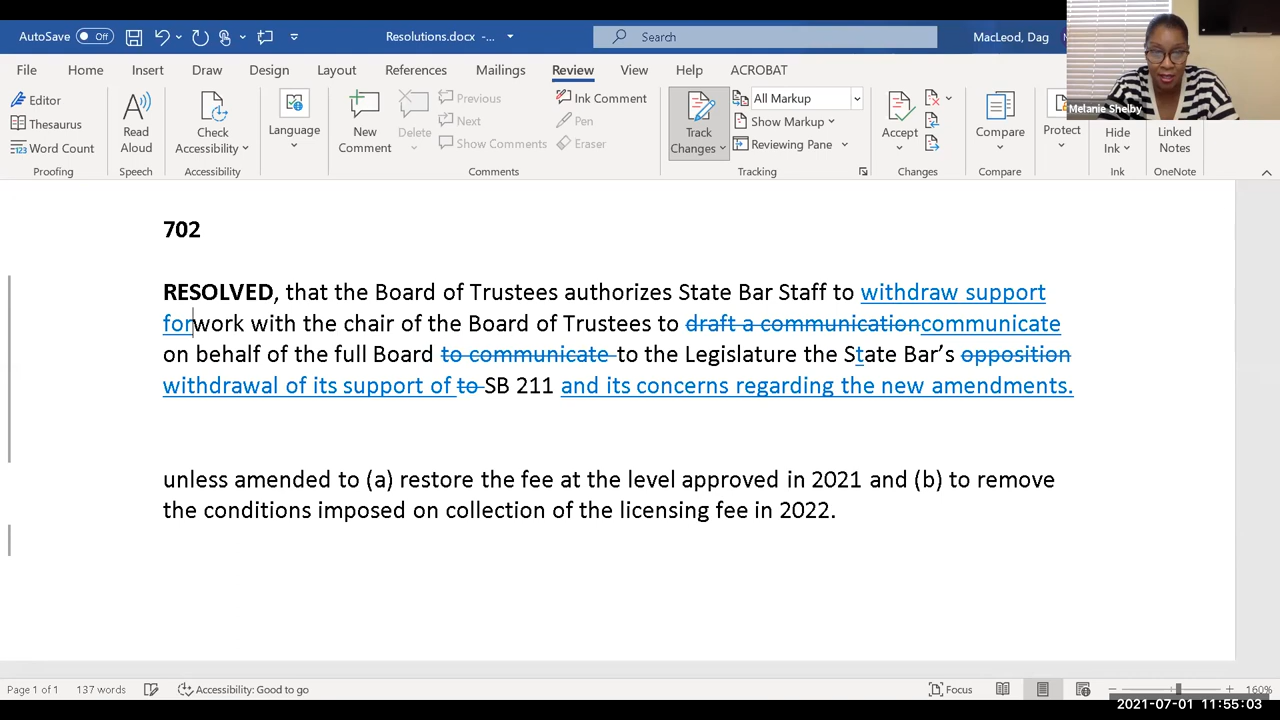 AutoSave Off Resolutions.docx - ... Search MacLeod, Dag
File Home Insert Draw Design Layout References Mailings Review View Help ACROBAT
Melanie Shelby
Editor
Thesaurus
Word Count
Proofing
Read Aloud
Speech
Check Accessibility
Accessibility
Language
New Comment
Delete
Previous
Next
Show Comments
Ink Comment
Pen
Eraser
Comments
Track Changes
All Markup
Show Markup
Reviewing Pane
Tracking
Accept
Changes
Compare
Compare
Protect
Hide Ink
Ink
Linked Notes
OneNote
702
RESOLVED, that the Board of Trustees authorizes State Bar Staff to withdraw support
forwork with the chair of the Board of Trustees to draft a communicationcommunicate
on behalf of the full Board to communicate to the Legislature the State Bar’s opposition
withdrawal of its support of to SB 211 and its concerns regarding the new amendments.
unless amended to (a) restore the fee at the level approved in 2021 and (b) to remove
the conditions imposed on collection of the licensing fee in 2022.
Page 1 of 1 137 words Accessibility: Good to go Focus 160%
2021-07-01 11:55:03